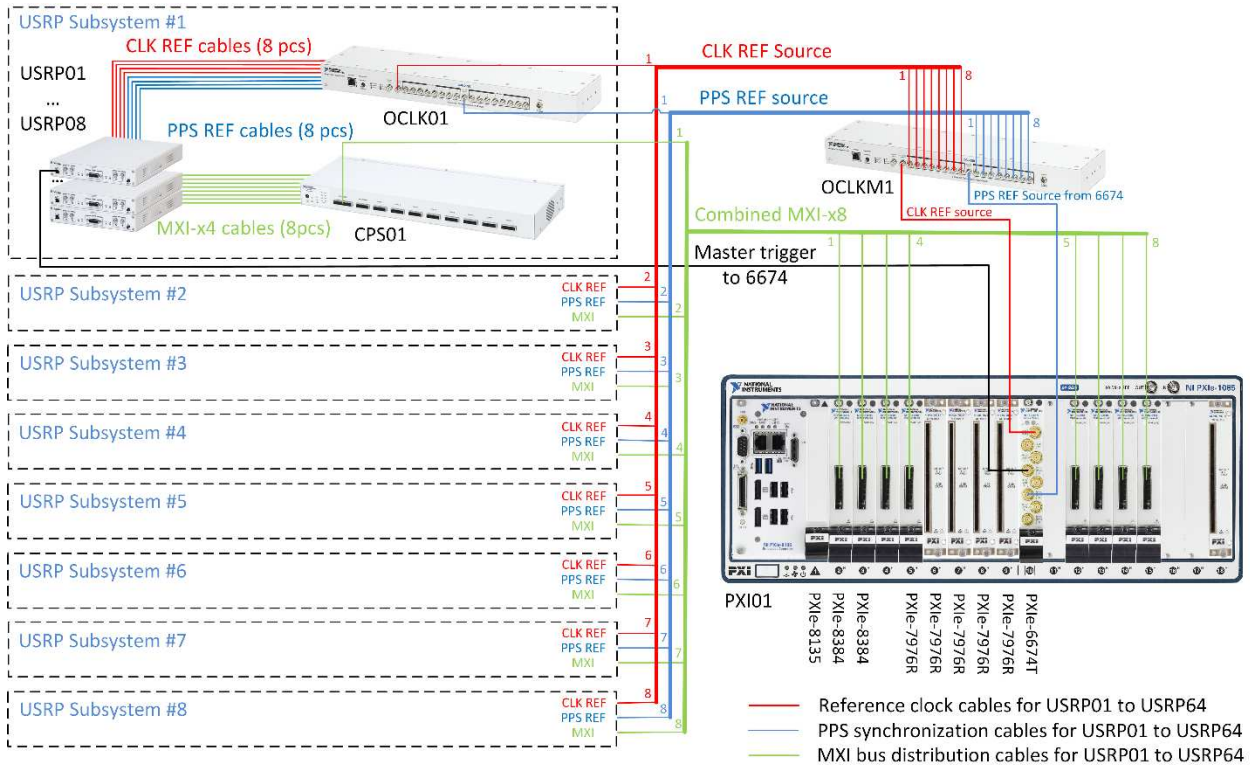 USRP Subsystem #1
CLK REF cables (8 pcs)
USRP01
...
USRP08
OCLK01
PPS REF cables (8 pcs)
MXI-x4 cables (8pcs)
CPS01
1
CLK REF Source
1
8
1
PPS REF source
1
8
1
OCLKM1
PPS REF Source from 6674
CLK REF source
Combined MXI-x8
1
4
5
8
Master trigger
to 6674
USRP Subsystem #2
CLK REF
PPS REF
MXI
2
2
2
USRP Subsystem #3
CLK REF
PPS REF
MXI
3
3
3
USRP Subsystem #4
CLK REF
PPS REF
MXI
4
4
4
USRP Subsystem #5
CLK REF
PPS REF
MXI
5
5
5
USRP Subsystem #6
CLK REF
PPS REF
MXI
6
6
6
USRP Subsystem #7
CLK REF
PPS REF
MXI
7
7
7
USRP Subsystem #8
CLK REF
PPS REF
MXI
8
8
8
NATIONAL INSTRUMENTS
NI PXIe-1085
PXI
PXI01
PXIe-8135
PXIe-8384
PXIe-8384
PXIe-7976R
PXIe-7976R
PXIe-7976R
PXIe-7976R
PXIe-7976R
PXIe-6674T
Reference clock cables for USRP01 to USRP64
PPS synchronization cables for USRP01 to USRP64
MXI bus distribution cables for USRP01 to USRP64